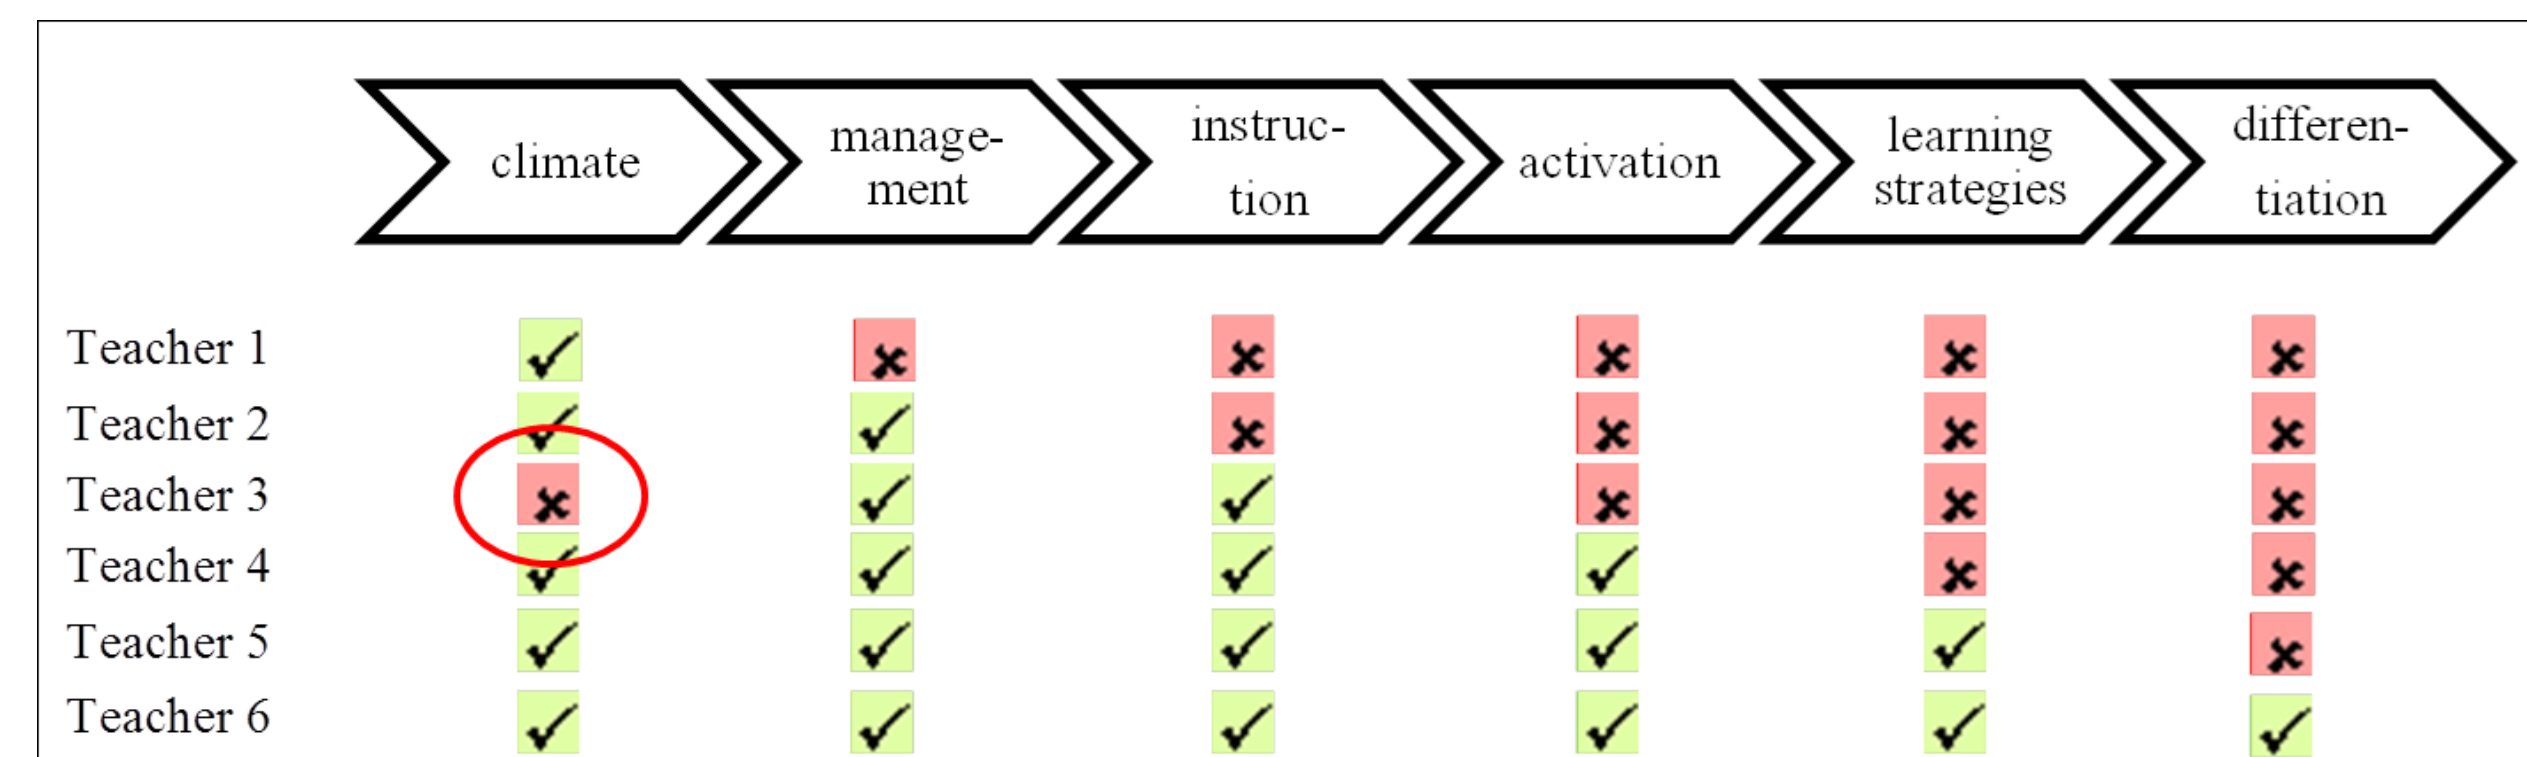 climate
manage-
ment
instruc-
tion
activation
learning
strategies
differen-
tiation
Teacher 1
Teacher 2
Teacher 3
Teacher 4
Teacher 5
Teacher 6